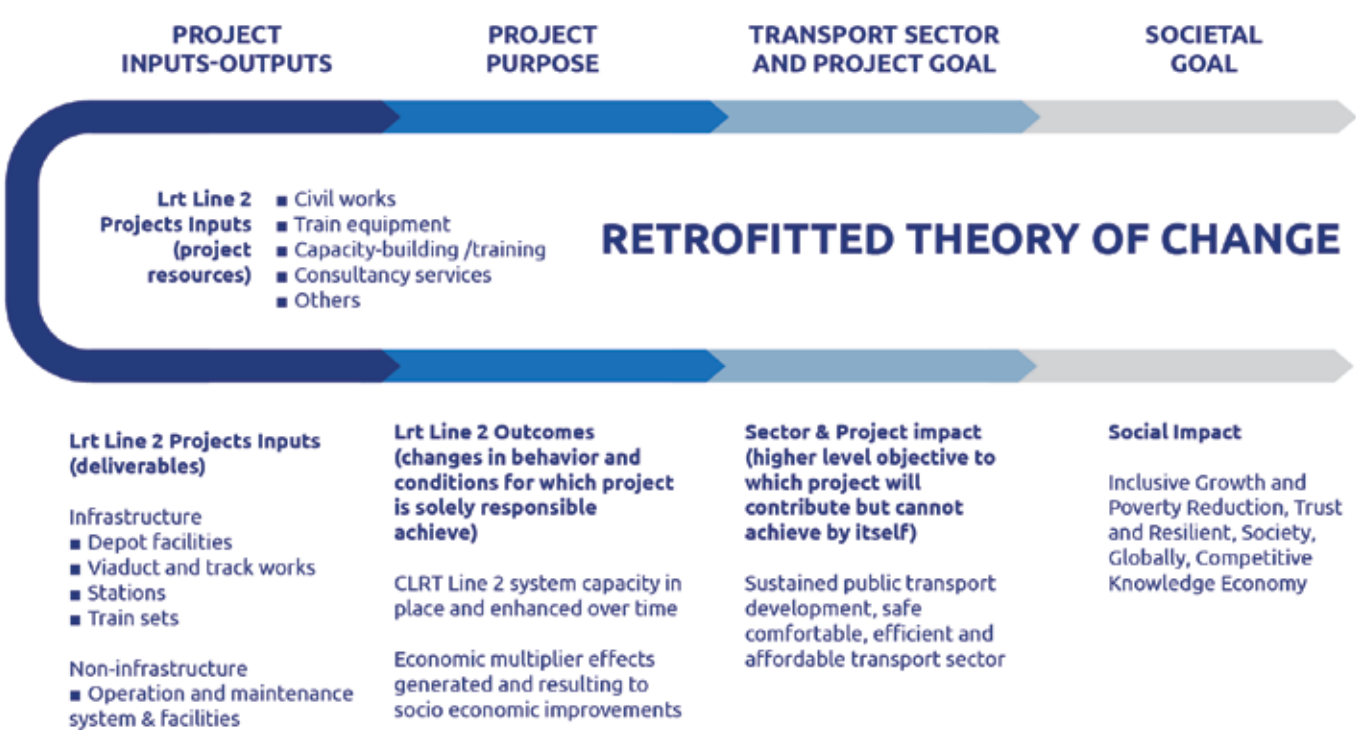 PROJECT
INPUTS-OUTPUTS
PROJECT
PURPOSE
TRANSPORT SECTOR
AND PROJECT GOAL
SOCIETAL
GOAL
Lrt Line 2
Projects Inputs
(project
resources)
■ Civil works
■ Train equipment
■ Capacity-building /training
■ Consultancy services
■ Others
RETROFITTED THEORY OF CHANGE
Lrt Line 2 Projects Inputs
(deliverables)
Infrastructure
■ Depot facilities
■ Viaduct and track works
■ Stations
■ Train sets
Non-infrastructure
■ Operation and maintenance
system & facilities
Lrt Line 2 Outcomes
(changes in behavior and
conditions for which project
is solely responsible
achieve)
CLRT Line 2 system capacity in
place and enhanced over time
Economic multiplier effects
generated and resulting to
socio economic improvements
Sector & Project impact
(higher level objective to
which project will
contribute but cannot
achieve by itself)
Sustained public transport
development, safe
comfortable, efficient and
affordable transport sector
Social Impact
Inclusive Growth and
Poverty Reduction, Trust
and Resilient, Society,
Globally, Competitive
Knowledge Economy